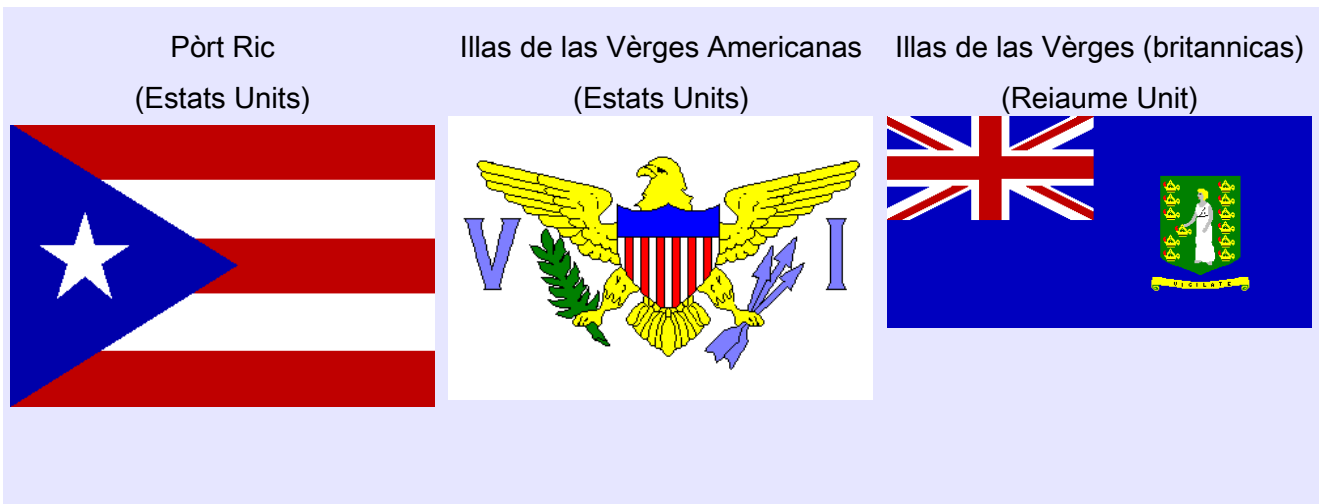 Pòrt Ric
(Estats Units)
Illas de las Vèrges Americanas
(Estats Units)
Illas de las Vèrges (britannicas)
(Reiaume Unit)
V I
VIGILATE